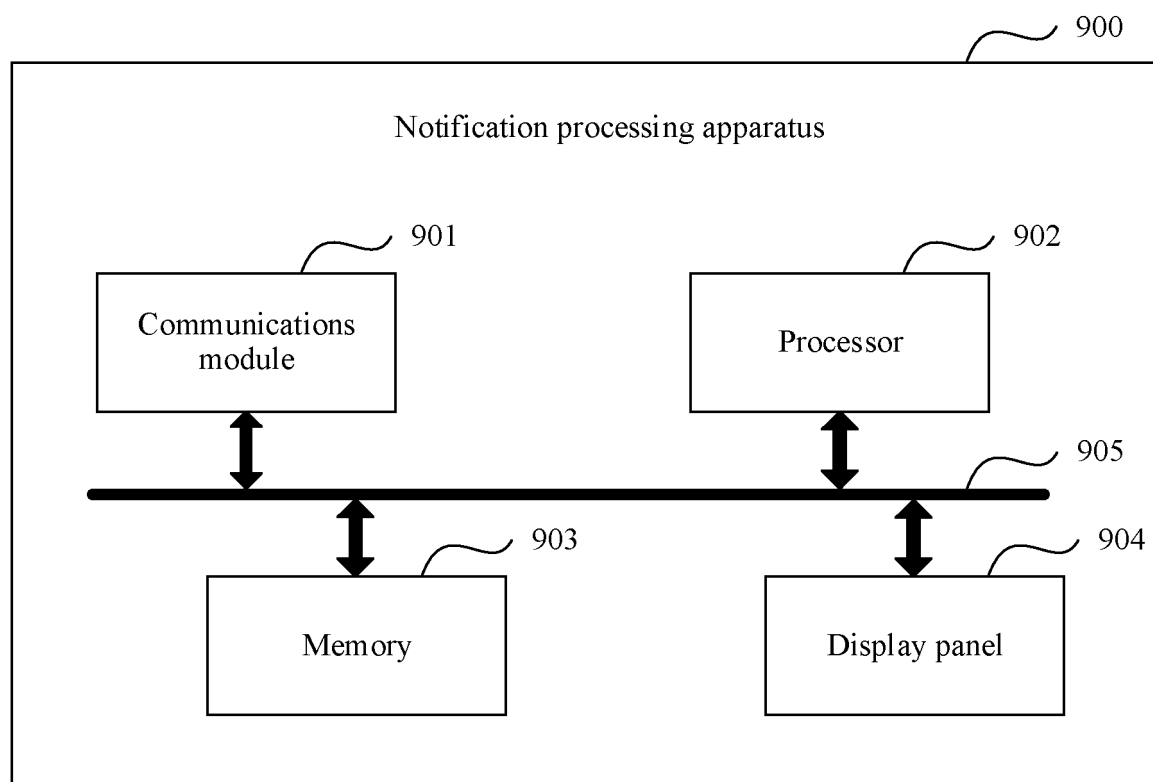 900
Notification processing apparatus
901
902
Communications
module
Processor
905
903
904
Memory
Display panel